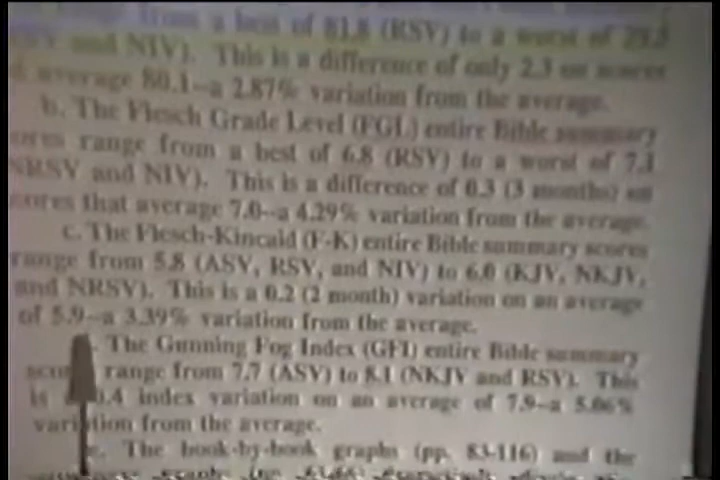 range from a best of 81.8 (RSV) to a worst of
and NIV). This is a difference of only 2.3 on scores
average 80.1--a 2.87% variation from the average.
b. The Flesch Grade Level (FGL) entire Bible summary
scores range from a best of 6.8 (RSV) to a worst of 7.1
NRSV and NIV). This is a difference of 0.3 (3 months) on
scores that average 7.0--a 4.29% variation from the average.
c. The Flesch-Kincaid (F-K) entire Bible summary scores
range from 5.8 (ASV, RSV, and NIV) to 6.0 (KJV, NKJV,
and NRSV). This is a 0.2 (2 month) variation on an average
of 5.9--a 3.39% variation from the average.
The Gunning Fog Index (GFI) entire Bible summary
range from 7.7 (ASV) to 8.1 (NKJV and RSV). This
is 0.4 index variation on an average of 7.9--a 5.06%
variation from the average.
e. The book-by-book graphs (pp. 83-116) and the